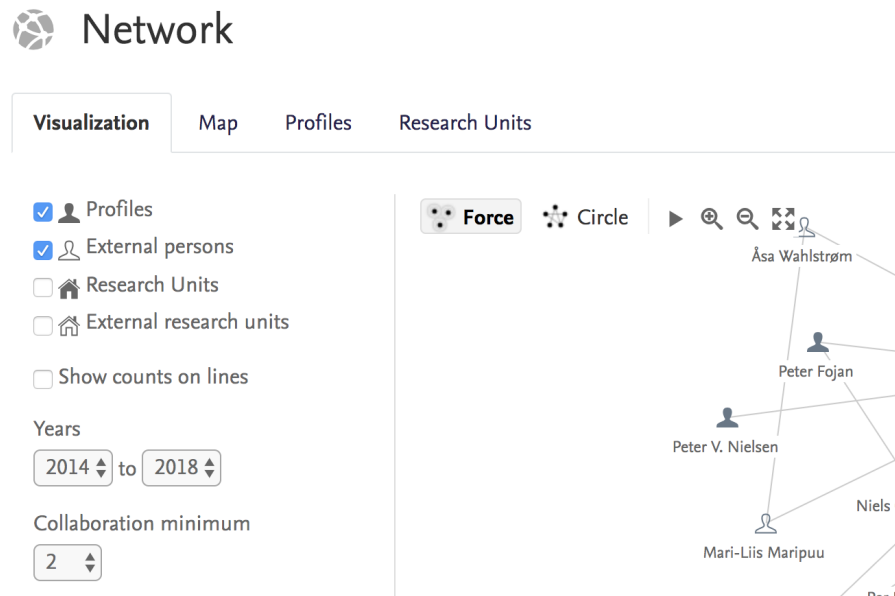 Network
Visualization
Map
Profiles
Research Units
Profiles
External persons
Research Units
External research units
Show counts on lines
Years
2014 to 2018
Collaboration minimum
2
Force
Circle
Åsa Wahlstrøm
Peter Fojan
Peter V. Nielsen
Niels
Mari-Liis Maripuu